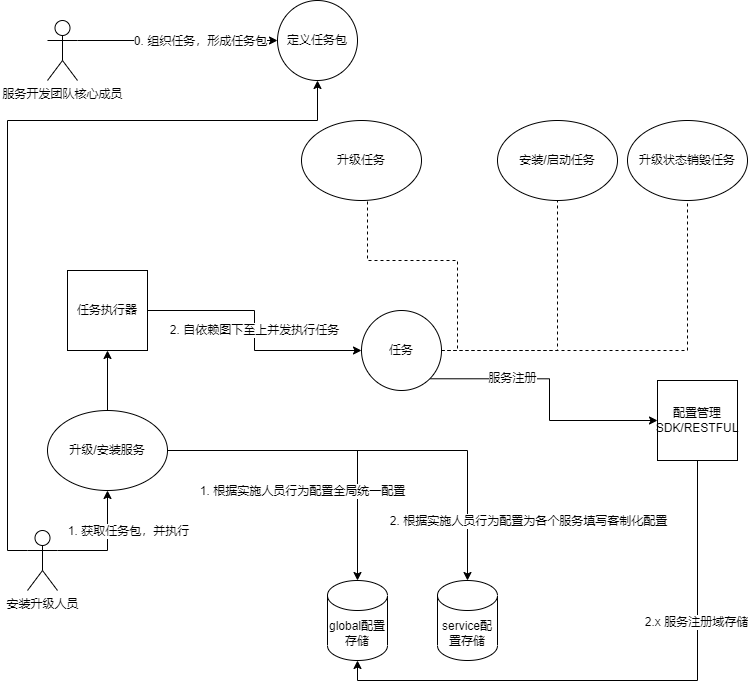 0. 组织任务，形成任务包
定义任务包
服务开发团队核心成员
升级任务
安装/启动任务
升级状态销毁任务
任务执行器
2. 自依赖图下至上并发执行任务
任务
服务注册
配置管理
SDK/RESTFUL
升级/安装服务
1. 根据实施人员行为配置全局统一配置
2. 根据实施人员行为配置为各个服务填写客制化配置
1. 获取任务包，并执行
安装升级人员
global配置
存储
service配
置存储
2.x 服务注册域存储